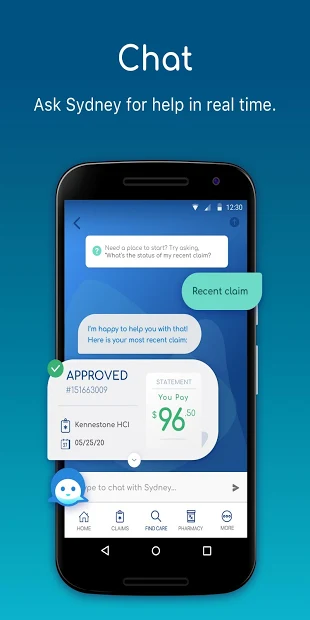 Chat
Ask Sydney for help in real time.
12:30
Need a place to start? Try asking,
"What's the status of my recent claim?
Recent claim
I'm happy to help you with that!
Here is your most recent claim:
APPROVED
#151663009
Kennestone HCI
05/25/20
STATEMENT
You Pay
$96.50
ype to chat with Sydney...
HOME CLAIMS FIND CARE PHARMACY MORE